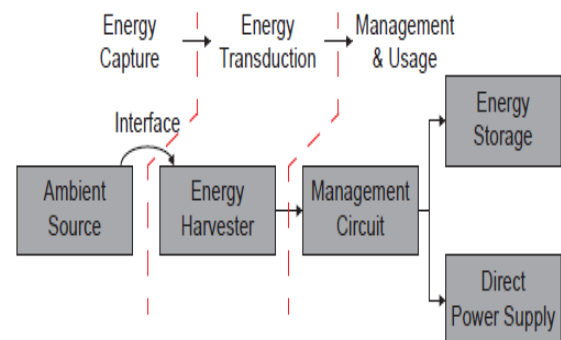 Energy
Capture
Energy
Transduction
Management
& Usage
Interface
Ambient
Source
Energy
Harvester
Management
Circuit
Energy
Storage
Direct
Power Supply